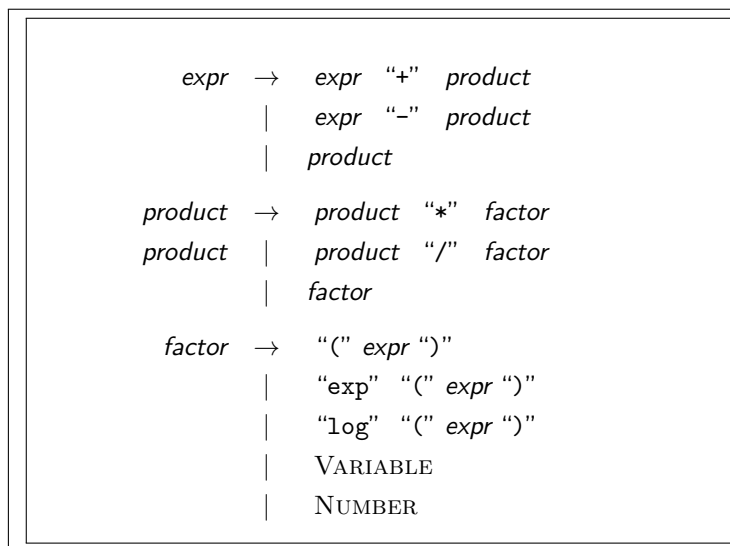 expr → expr “+” product
| expr “-” product
| product
product → product “*” factor
product | product “/” factor
| factor
factor → “(” expr “)”
| “exp” “(” expr “)”
| “log” “(” expr “)”
| VARIABLE
| NUMBER